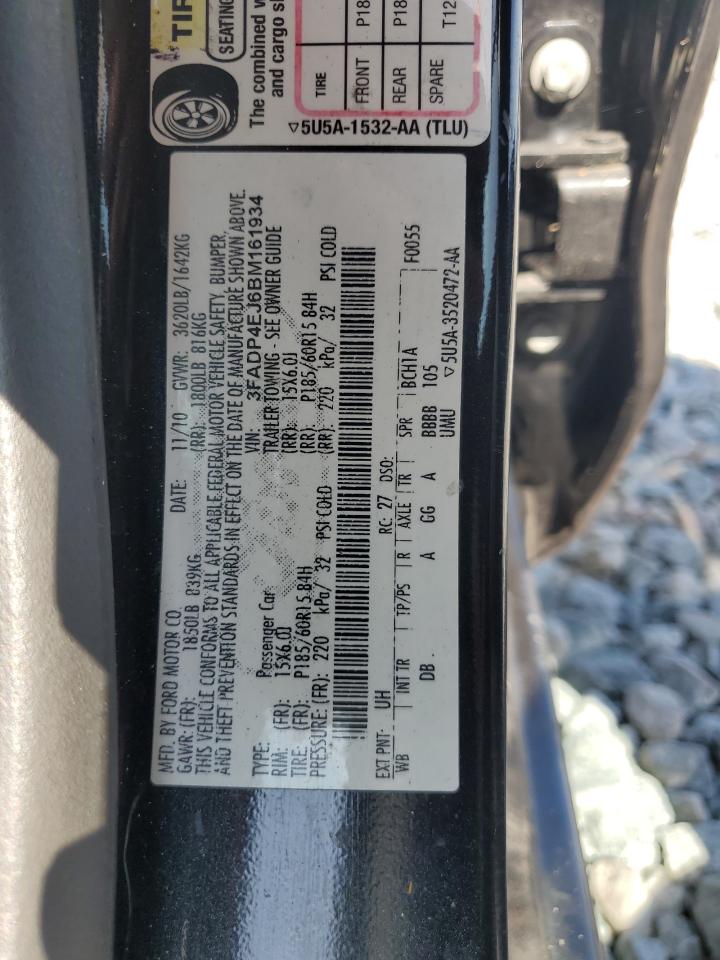 TIR
SEATING
The combined w
and cargo s
TIRE
FRONT P18 P18
REAR
SPARE T12
▽5U5A-1532-AA (TLU)
MFD. BY FORD MOTOR CO. DATE: 11/10 GVWR: 3620LB/1642KG
GAWR: (FR): 1850LB 839KG (RR): 1800LB 816KG
THIS VEHICLE CONFORMS TO ALL APPLICABLE FEDERAL MOTOR VEHICLE SAFETY, BUMPER,
AND THEFT PREVENTION STANDARDS IN EFFECT ON THE DATE OF MANUFACTURE SHOWN ABOVE.
VIN: 3FADP4EJ6BM161934
TYPE: Passenger Car TRAILER TOWING - SEE OWNER GUIDE
RIM: (FR): 15X6.0J (RR): 15X6.0J
TIRE: (FR): P185/60R15 84H (RR): P185/60R15 84H
PRESSURE: (FR): 220 kPa/ 32 PSI COLD (RR): 220 kPa/ 32 PSI COLD
EXT PNT: UH RC: 27 DSO: F0055
WB INT TR TP/PS R AXLE TR SPR BCH1A
DB A GG A BBBB 105
UMU
▽5U5A-3520472-AA